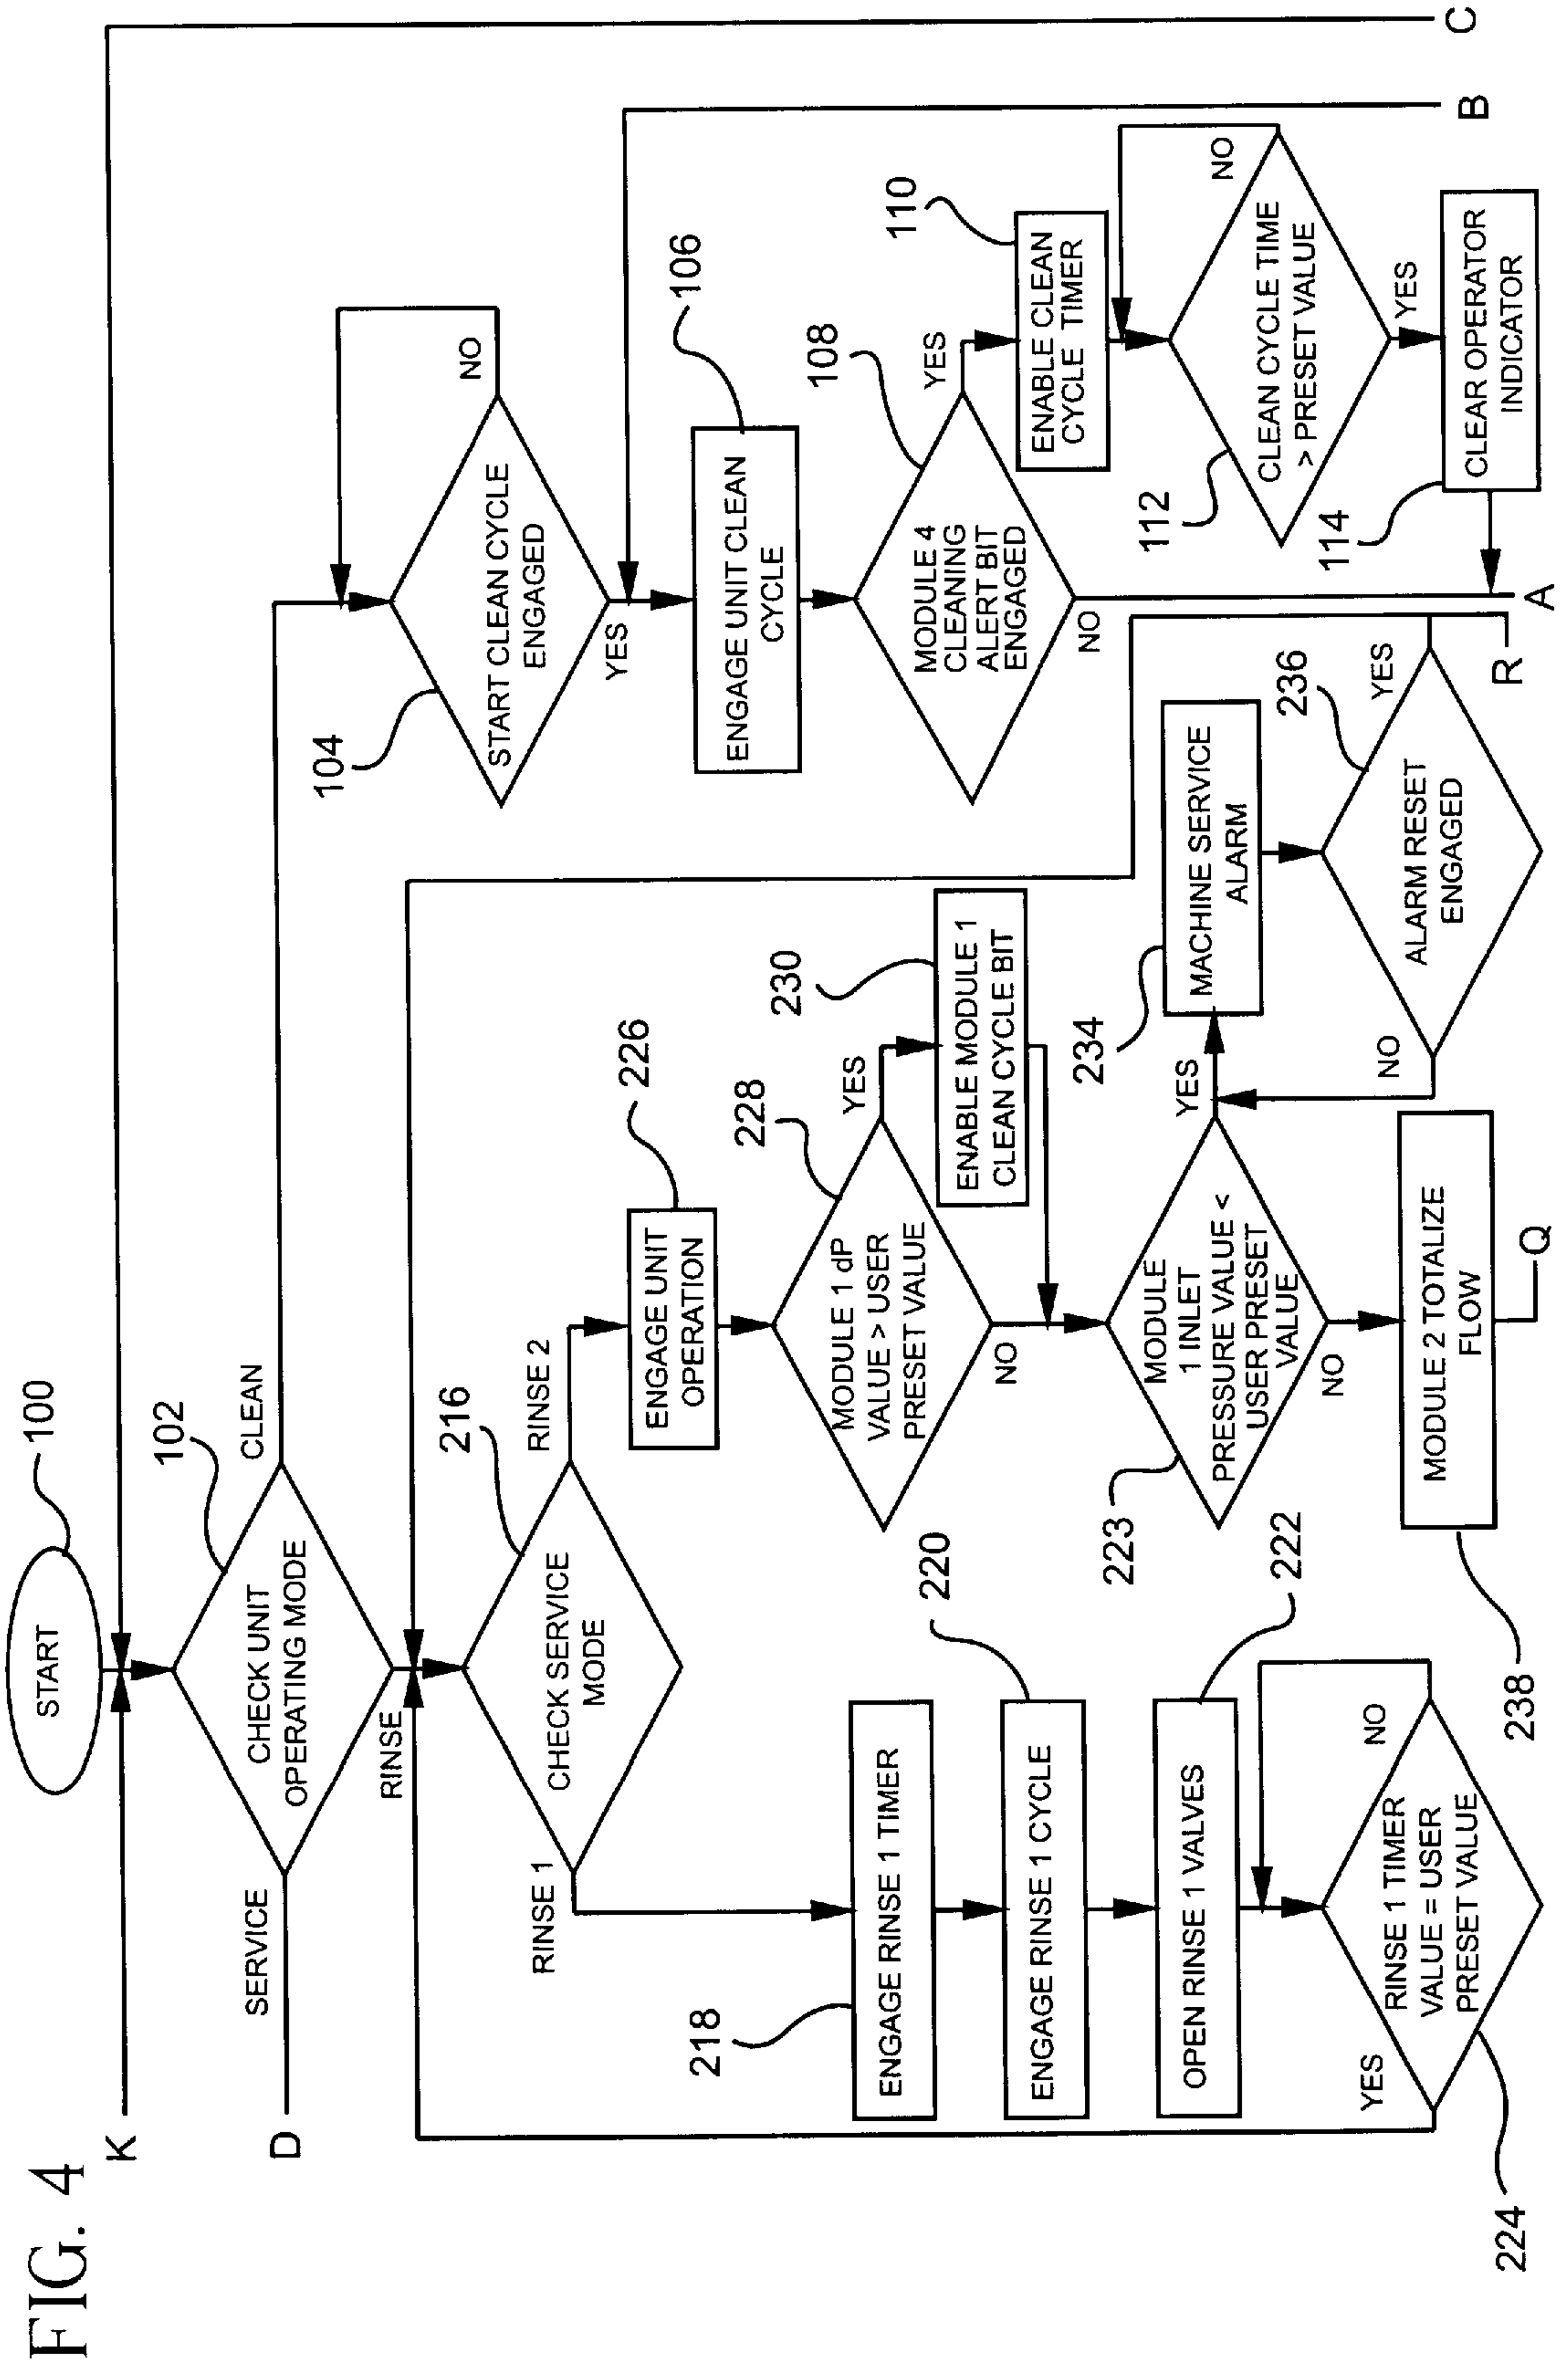 FIG. 4
START
100
K
C
102
CHECK UNIT
OPERATING MODE
SERVICE
CLEAN
D
RINSE
104
START CLEAN CYCLE
ENGAGED
NO
YES
B
106
ENGAGE UNIT CLEAN
CYCLE
108
MODULE 4
CLEANING
ALERT BIT
ENGAGED
YES
NO
110
ENABLE CLEAN
CYCLE TIMER
112
CLEAN CYCLE TIME
> PRESET VALUE
NO
YES
114
CLEAR OPERATOR
INDICATOR
A
216
CHECK SERVICE
MODE
RINSE 1
RINSE 2
218
ENGAGE RINSE 1 TIMER
220
ENGAGE RINSE 1 CYCLE
222
OPEN RINSE 1 VALVES
224
RINSE 1 TIMER
VALUE = USER
PRESET VALUE
YES
NO
226
ENGAGE UNIT
OPERATION
228
MODULE 1 dP
VALUE > USER
PRESET VALUE
YES
NO
230
ENABLE MODULE 1
CLEAN CYCLE BIT
223
MODULE
1 INLET
PRESSURE VALUE <
USER PRESET
VALUE
YES
NO
234
MACHINE SERVICE
ALARM
236
ALARM RESET
ENGAGED
NO
YES
R
238
MODULE 2 TOTALIZE
FLOW
Q